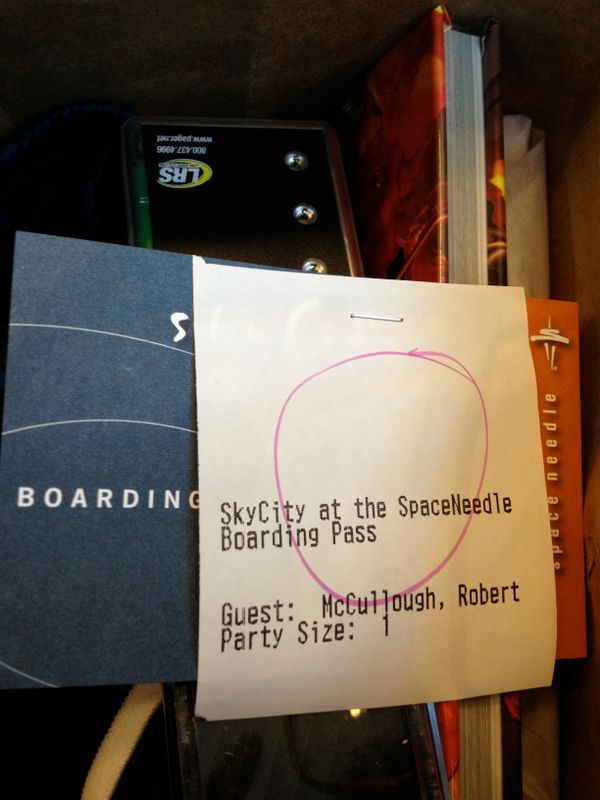 www.pager.net
800.437.4996
LRS
S
BOARDING
SkyCity at the SpaceNeedle
Boarding Pass
Guest: McCullough, Robert
Party Size: 1
space needle